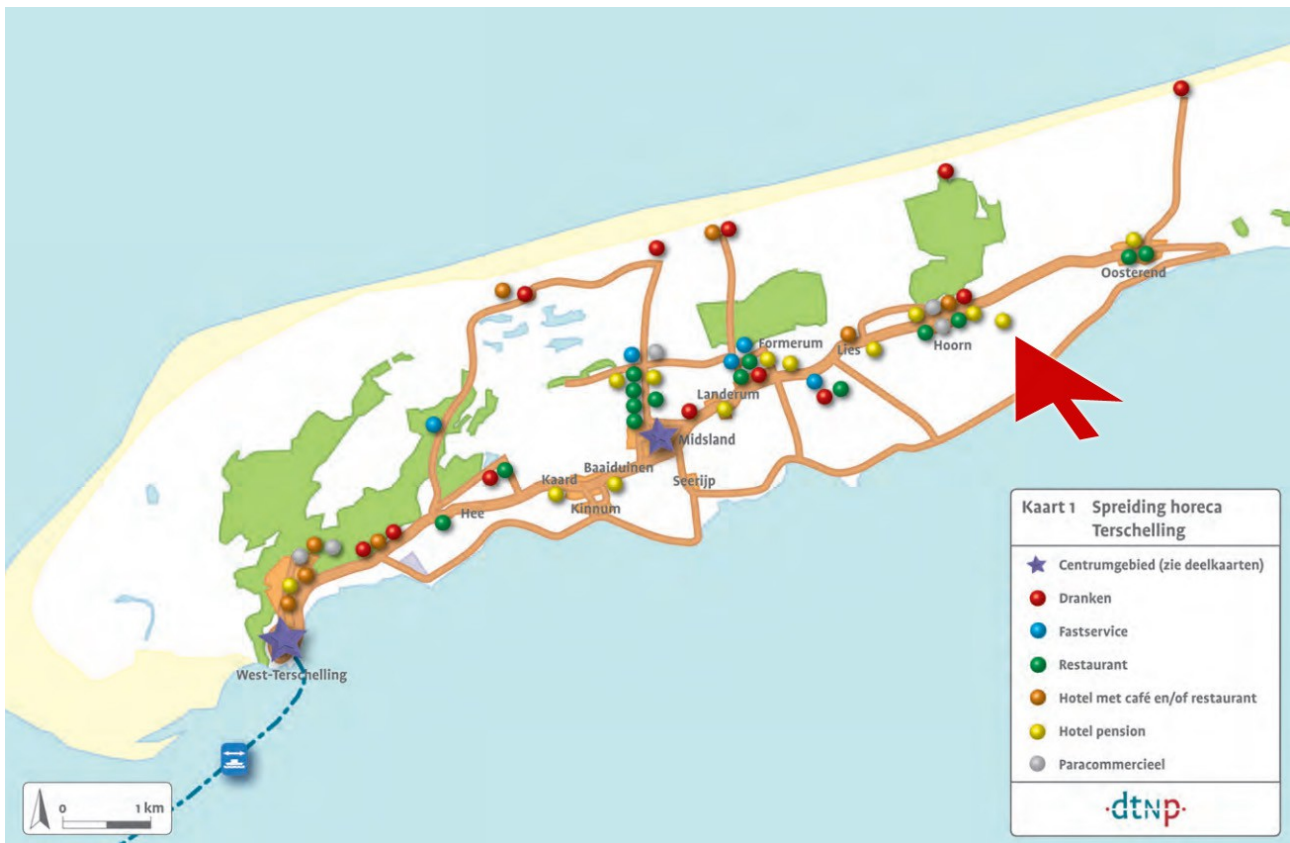 Oosterend
Formerum
Lies
Hoorn
Landerum
Midsland
Baaiduinen
Kaard
Seerijp
Kinnum
Hee
West-Terschelling
0 1 km
Kaart 1 Spreiding horeca
Terschelling
Centrumgebied (zie deelkaarten)
Dranken
Fastservice
Restaurant
Hotel met café en/of restaurant
Hotel pension
Paracommercieel
·dtnp·